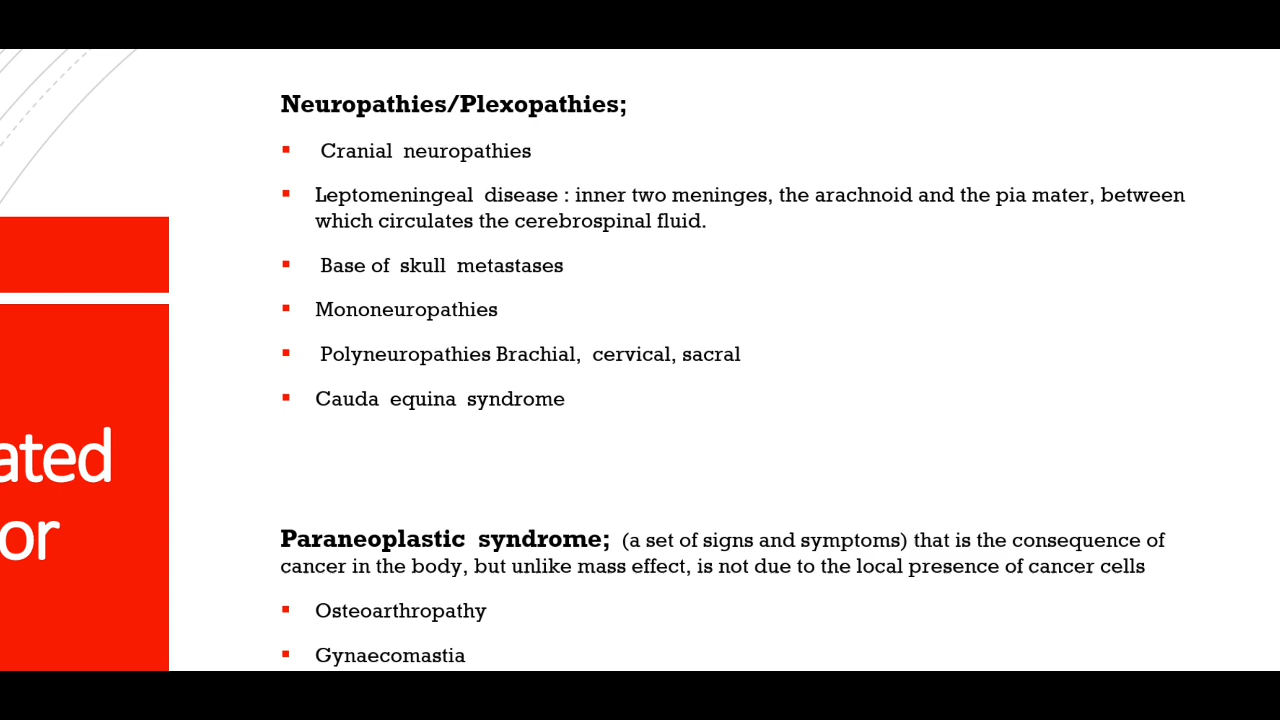 Neuropathies/Plexopathies;
Cranial neuropathies
Leptomeningeal disease : inner two meninges, the arachnoid and the pia mater, between
which circulates the cerebrospinal fluid.
Base of skull metastases
Mononeuropathies
Polyneuropathies Brachial, cervical, sacral
Cauda equina syndrome
ated
or
Paraneoplastic syndrome; (a set of signs and symptoms) that is the consequence of
cancer in the body, but unlike mass effect, is not due to the local presence of cancer cells
Osteoarthropathy
Gynaecomastia